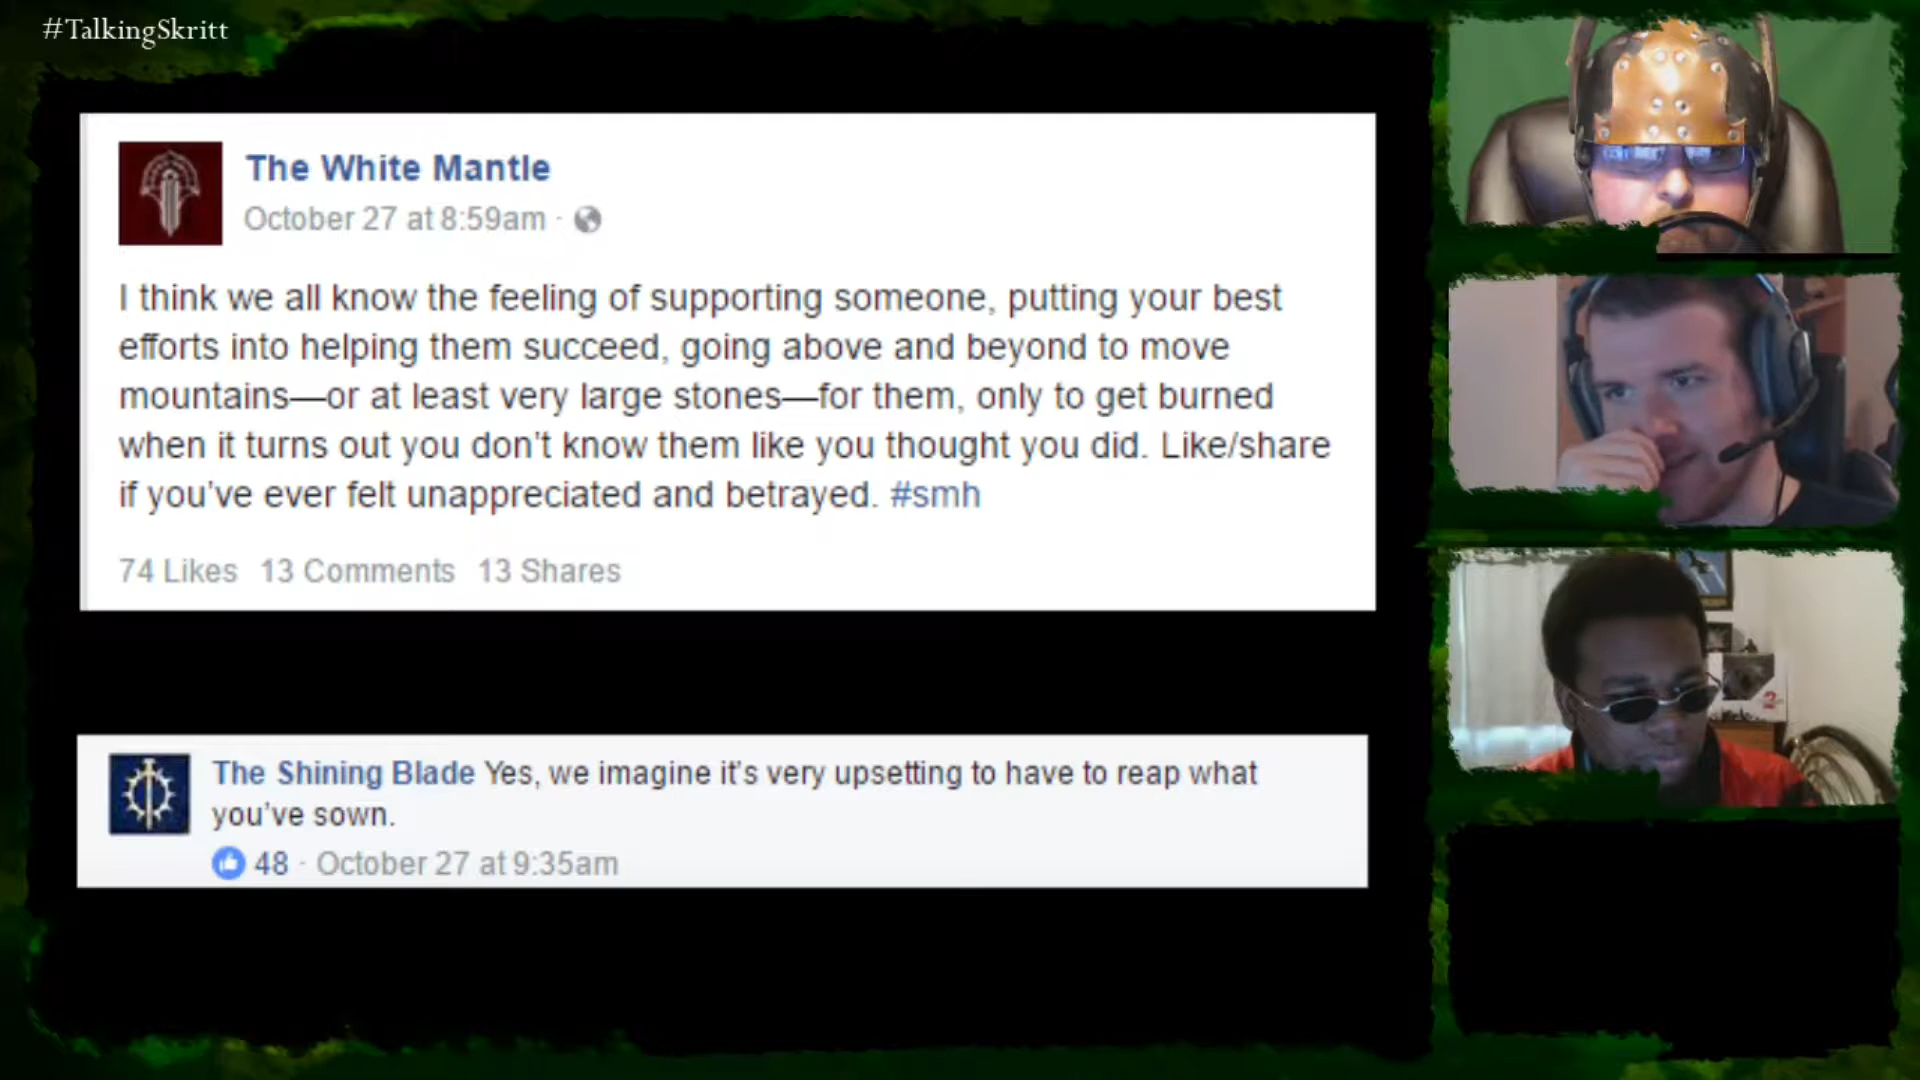 #TalkingSkritt
The White Mantle
October 27 at 8:59am ·
I think we all know the feeling of supporting someone, putting your best
efforts into helping them succeed, going above and beyond to move
mountains—or at least very large stones—for them, only to get burned
when it turns out you don’t know them like you thought you did. Like/share
if you’ve ever felt unappreciated and betrayed. #smh
74 Likes 13 Comments 13 Shares
The Shining Blade Yes, we imagine it’s very upsetting to have to reap what
you’ve sown.
48 · October 27 at 9:35am